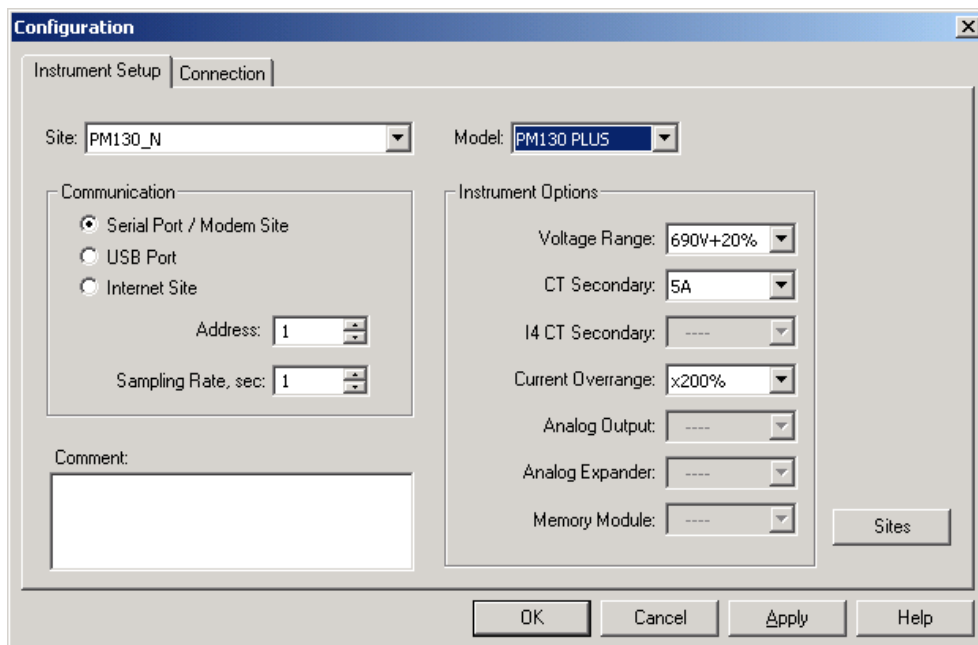 Configuration
Instrument Setup
Connection
Site: PM130_N
Model: PM130 PLUS
Communication
Serial Port / Modem Site
USB Port
Internet Site
Address: 1
Sampling Rate, sec: 1
Comment:
Instrument Options
Voltage Range: 690V+20%
CT Secondary: 5A
I4 CT Secondary: ----
Current Overrange: x200%
Analog Output: ----
Analog Expander: ----
Memory Module: ----
Sites
OK
Cancel
Apply
Help